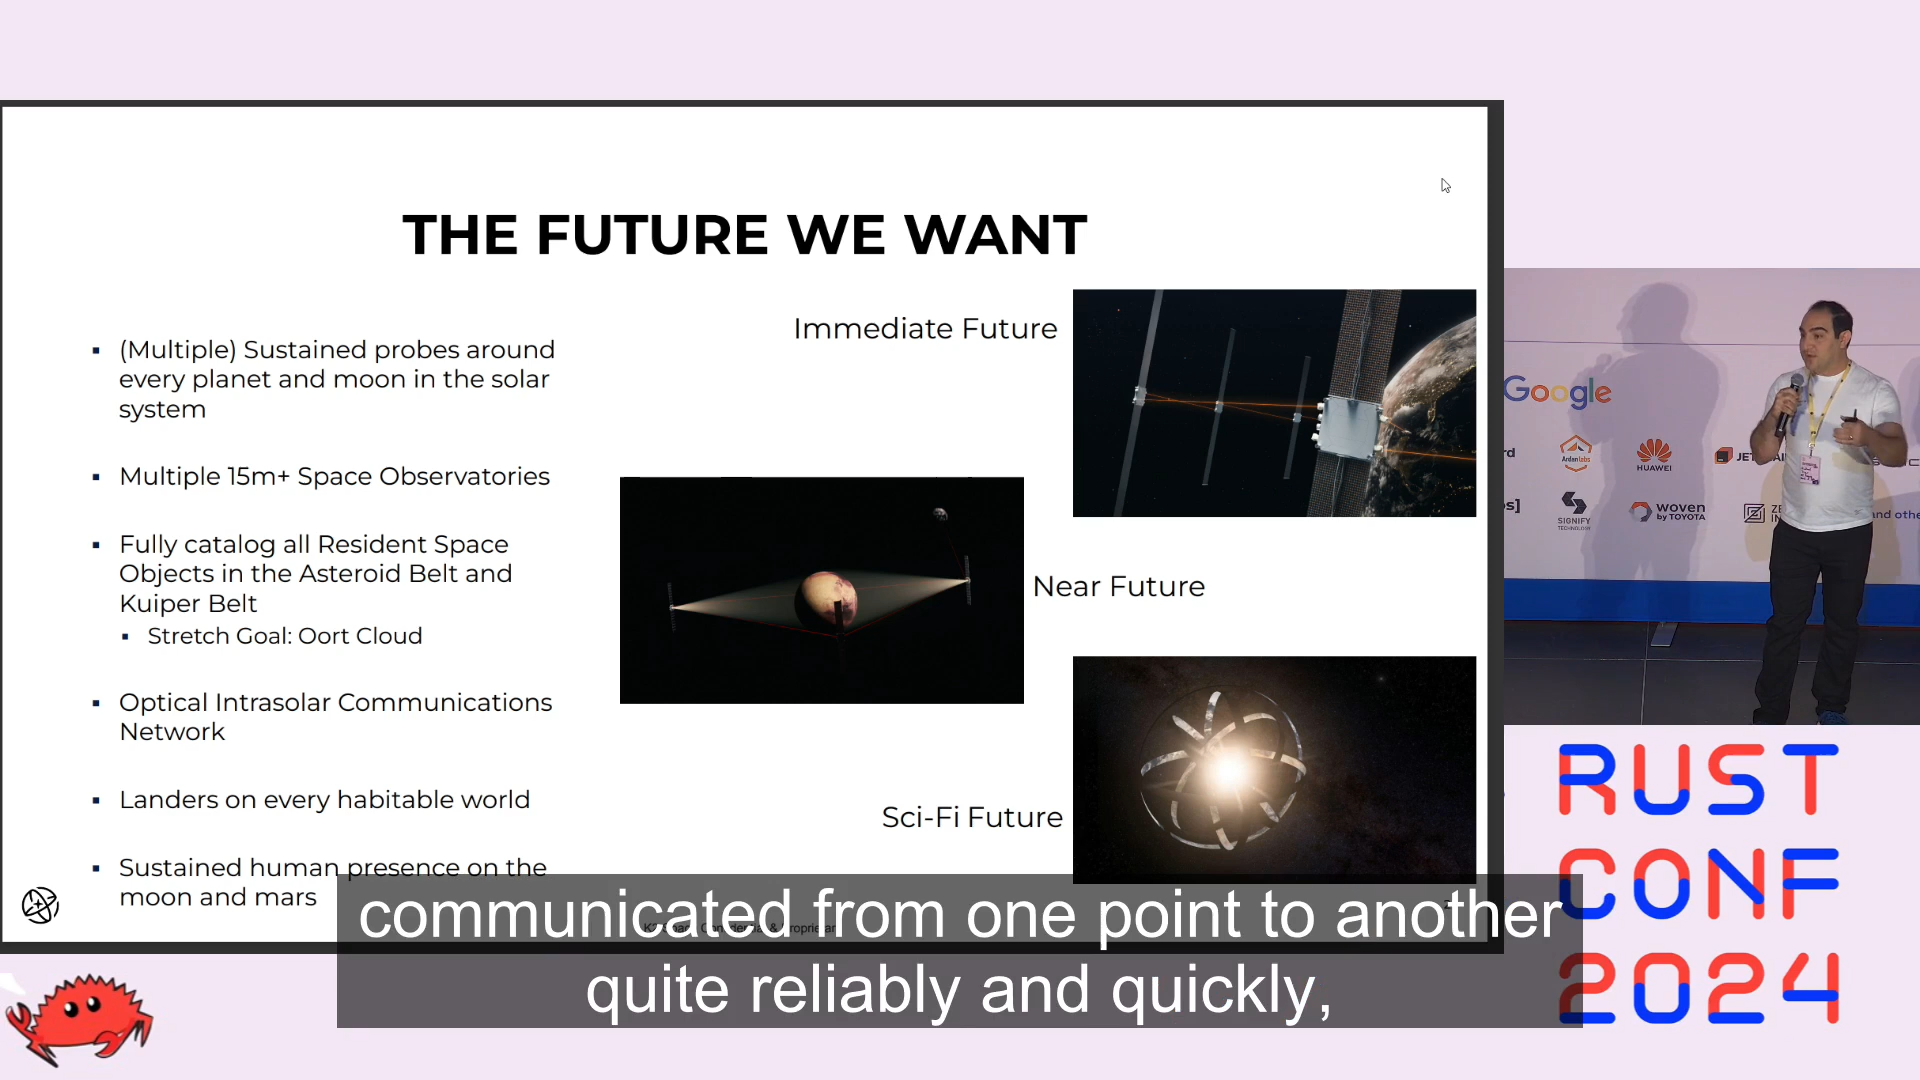 THE FUTURE WE WANT
(Multiple) Sustained probes around
every planet and moon in the solar
system
Multiple 15m+ Space Observatories
Fully catalog all Resident Space
Objects in the Asteroid Belt and
Kuiper Belt
Stretch Goal: Oort Cloud
Optical Intrasolar Communications
Network
Landers on every habitable world
Sustained human presence on the
moon and mars
Immediate Future
Near Future
Sci-Fi Future
Google
Ardan labs
HUAWEI
SIGNIFY
TECHNOLOGY
WOVEN
by TOYOTA
RUST
CONF
2024
communicated from one point to another
quite reliably and quickly,